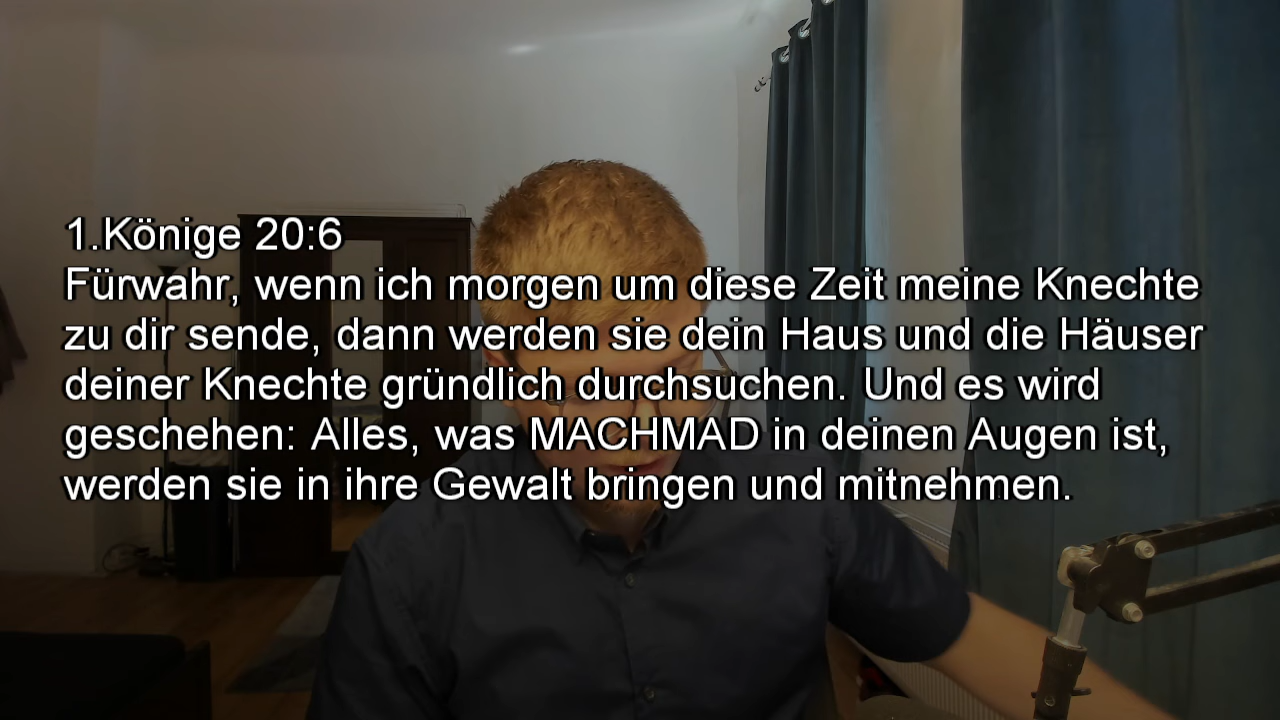 1.Könige 20:6
Fürwahr, wenn ich morgen um diese Zeit meine Knechte
zu dir sende, dann werden sie dein Haus und die Häuser
deiner Knechte gründlich durchsuchen. Und es wird
geschehen: Alles, was MACHMAD in deinen Augen ist,
werden sie in ihre Gewalt bringen und mitnehmen.